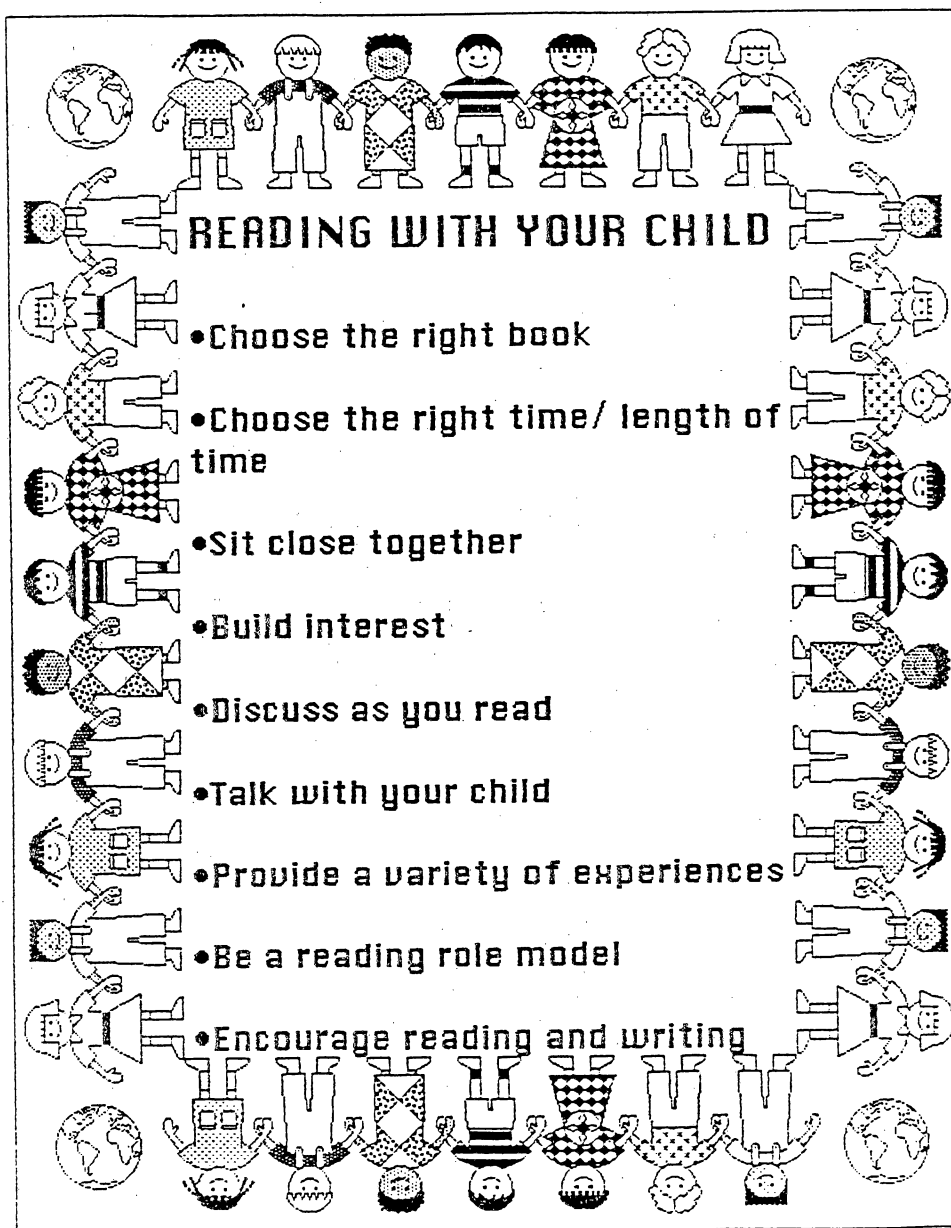 READING WITH YOUR CHILD
•Choose the right book
•Choose the right time/ length of
time
•Sit close together
•Build interest
•Discuss as you read
•Talk with your child
•Provide a variety of experiences
•Be a reading role model
•Encourage reading and writing